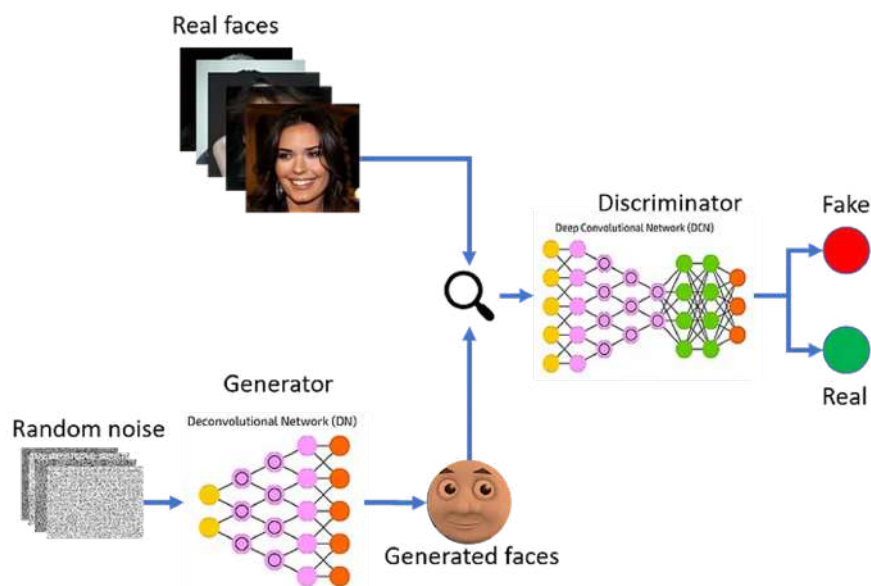 Real faces
Discriminator
Deep Convolutional Network (DCN)
Fake
Generator
Deconvolutional Network (DN)
Random noise
Real
Generated faces